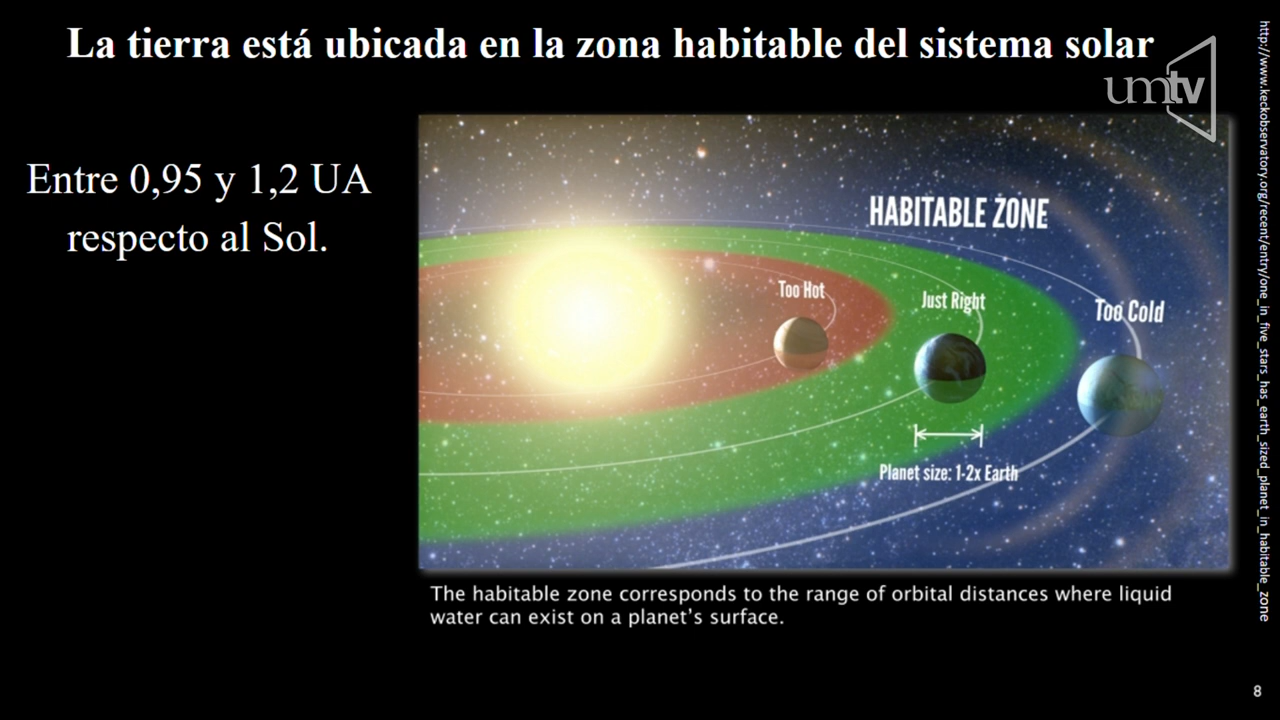 La tierra está ubicada en la zona habitable del sistema solar
umtv
Entre 0,95 y 1,2 UA
respecto al Sol.
HABITABLE ZONE
Too Hot
Just Right
Too Cold
Planet size: 1-2x Earth
The habitable zone corresponds to the range of orbital distances where liquid
water can exist on a planet's surface.
http://www.keckobservatory.org/recent/entry/one_in_five_stars_has_earth_sized_planet_in_habitable_zone
8